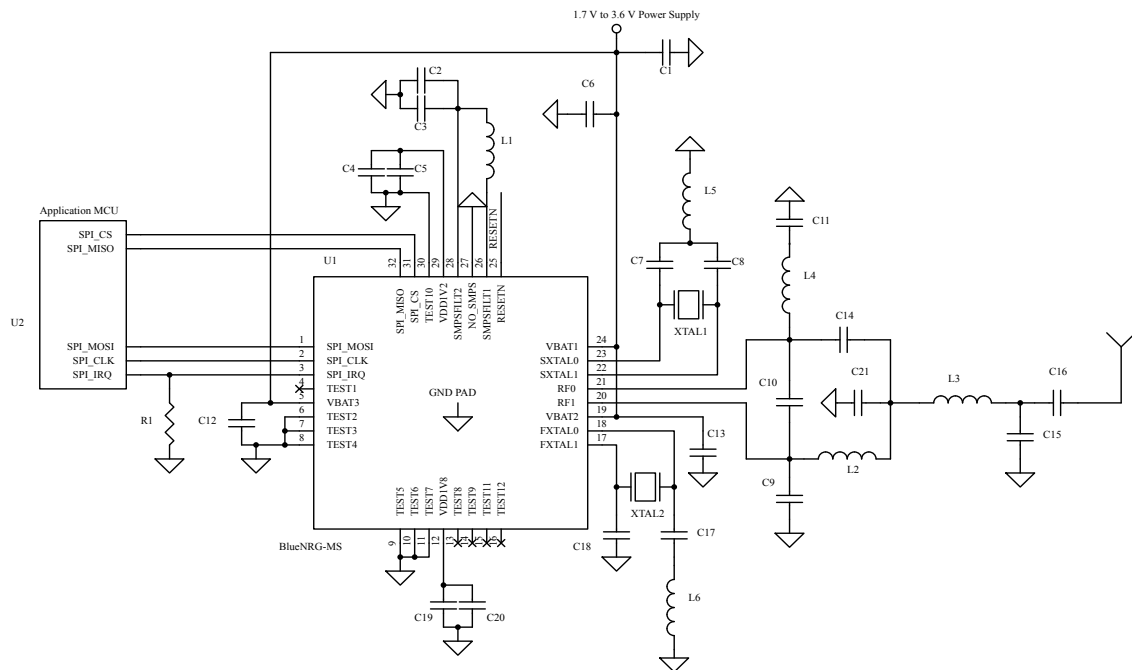 1.7 V to 3.6 V Power Supply
C1
C2
C3
C6
L1
C4
C5
L5
C11
RESETN
Application MCU
SPI_CS
SPI_MISO
U2
SPI_MOSI
SPI_CLK
SPI_IRQ
U1
C7
C8
L4
XTAL1
32
31
30
29
28
27
26
25
SPI_MISO
SPI_CS
TEST10
VDD1V2
SMPSFILT2
NO_SMPS
SMPSFILT1
RESETN
1
2
3
4
5
6
7
8
SPI_MOSI
SPI_CLK
SPI_IRQ
TEST1
VBAT3
TEST2
TEST3
TEST4
GND PAD
VBAT1
SXTAL0
SXTAL1
RF0
RF1
VBAT2
FXTAL0
FXTAL1
24
23
22
21
20
19
18
17
C14
C10
C21
L3
C16
C15
L2
C9
C13
R1
C12
XTAL2
TEST5
TEST6
TEST7
VDD1V8
TEST8
TEST9
TEST11
TEST12
9
10
11
12
13
14
15
16
BlueNRG-MS
C18
C17
L6
C19
C20